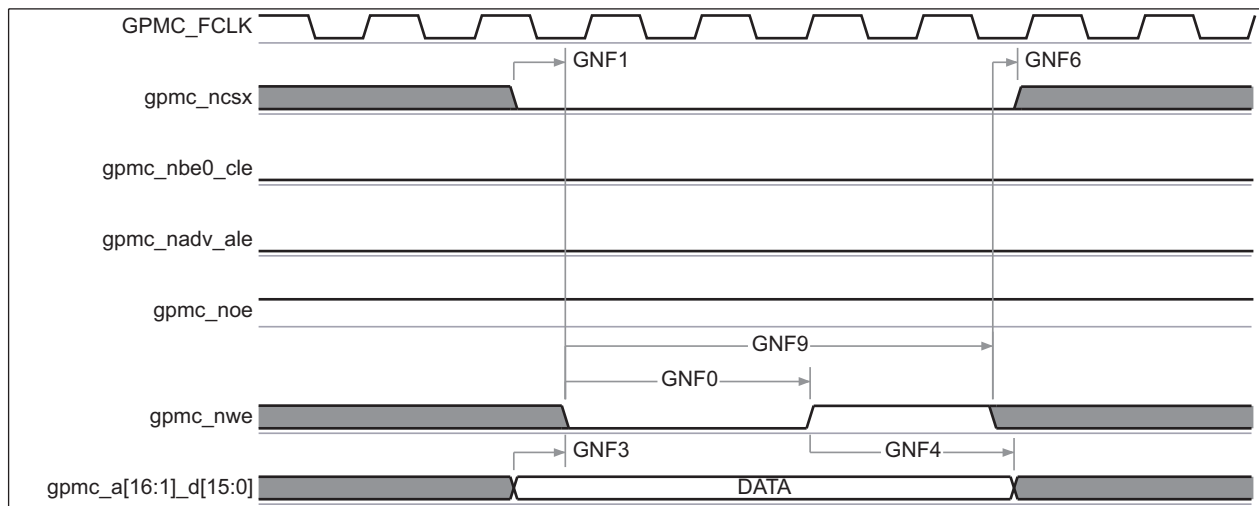 GPMC_FCLK
GNF1
GNF6
gpmc_ncsx
gpmc_nbe0_cle
gpmc_nadv_ale
gpmc_noe
GNF9
GNF0
gpmc_nwe
GNF3
GNF4
gpmc_a[16:1]_d[15:0]
DATA